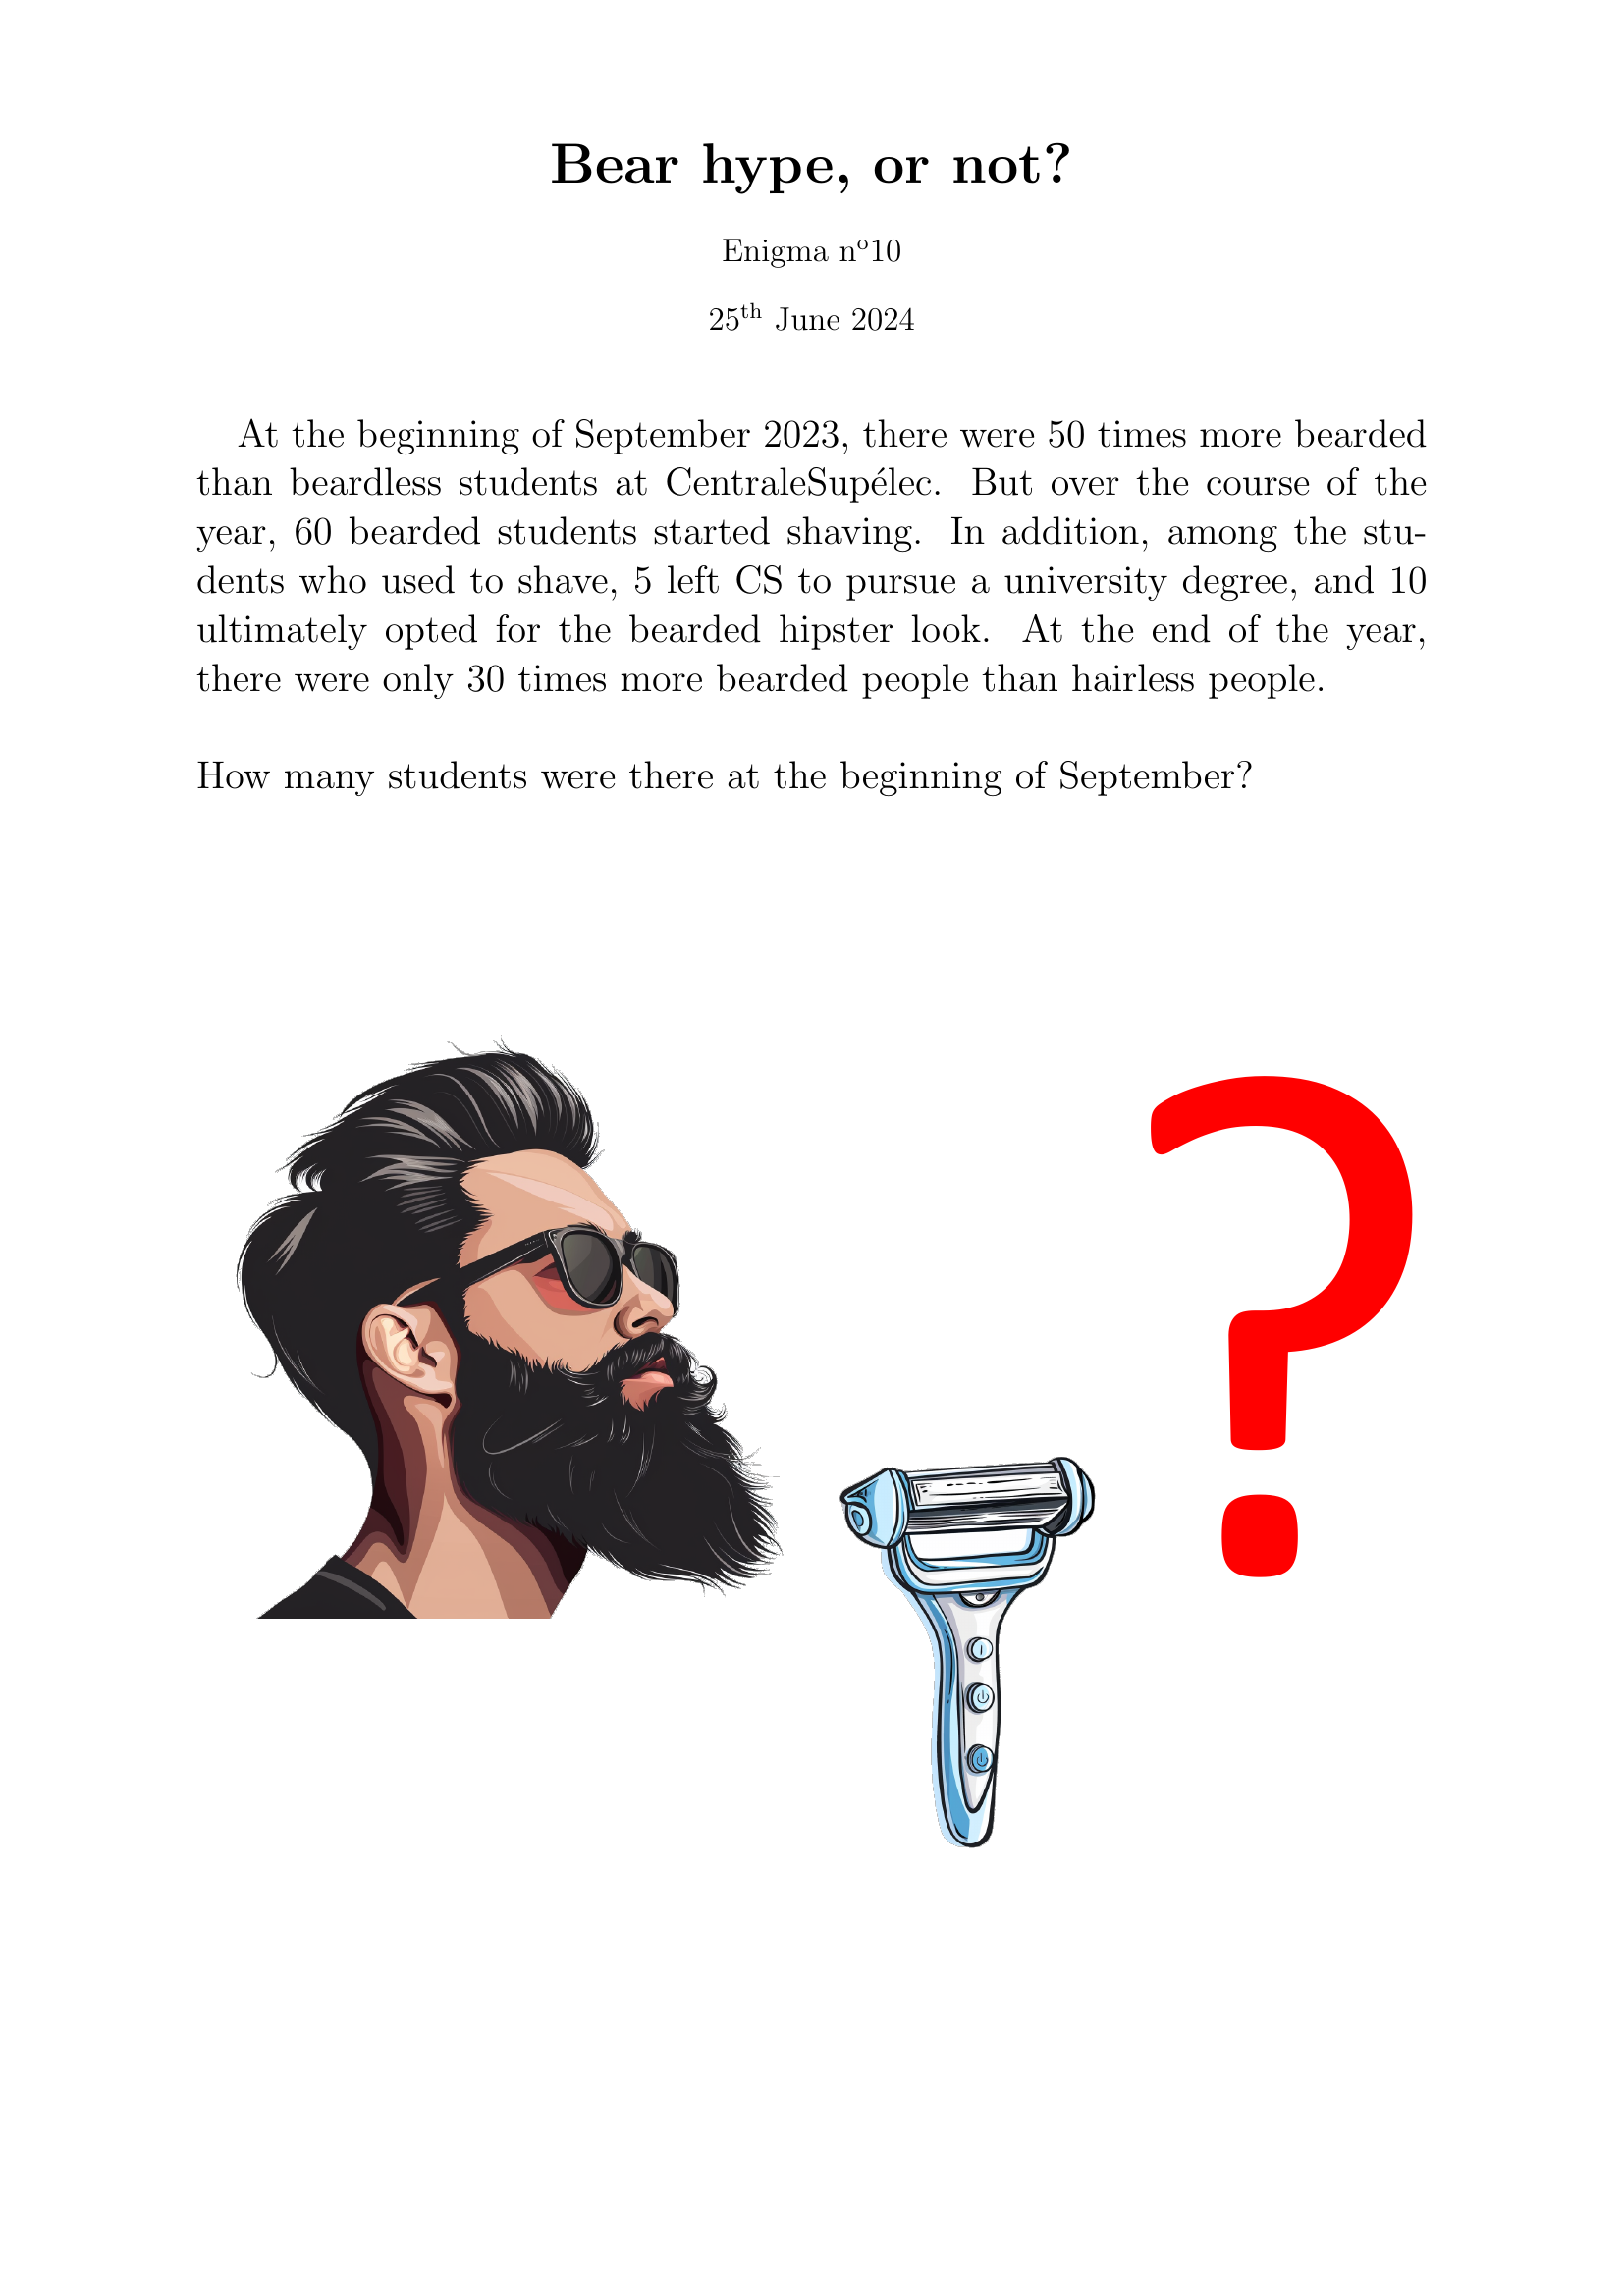 Bear hype, or not?
Enigma nº10
25th June 2024
At the beginning of September 2023, there were 50 times more bearded
than beardless students at CentraleSupélec. But over the course of the
year, 60 bearded students started shaving. In addition, among the stu-
dents who used to shave, 5 left CS to pursue a university degree, and 10
ultimately opted for the bearded hipster look. At the end of the year,
there were only 30 times more bearded people than hairless people.
How many students were there at the beginning of September?
?